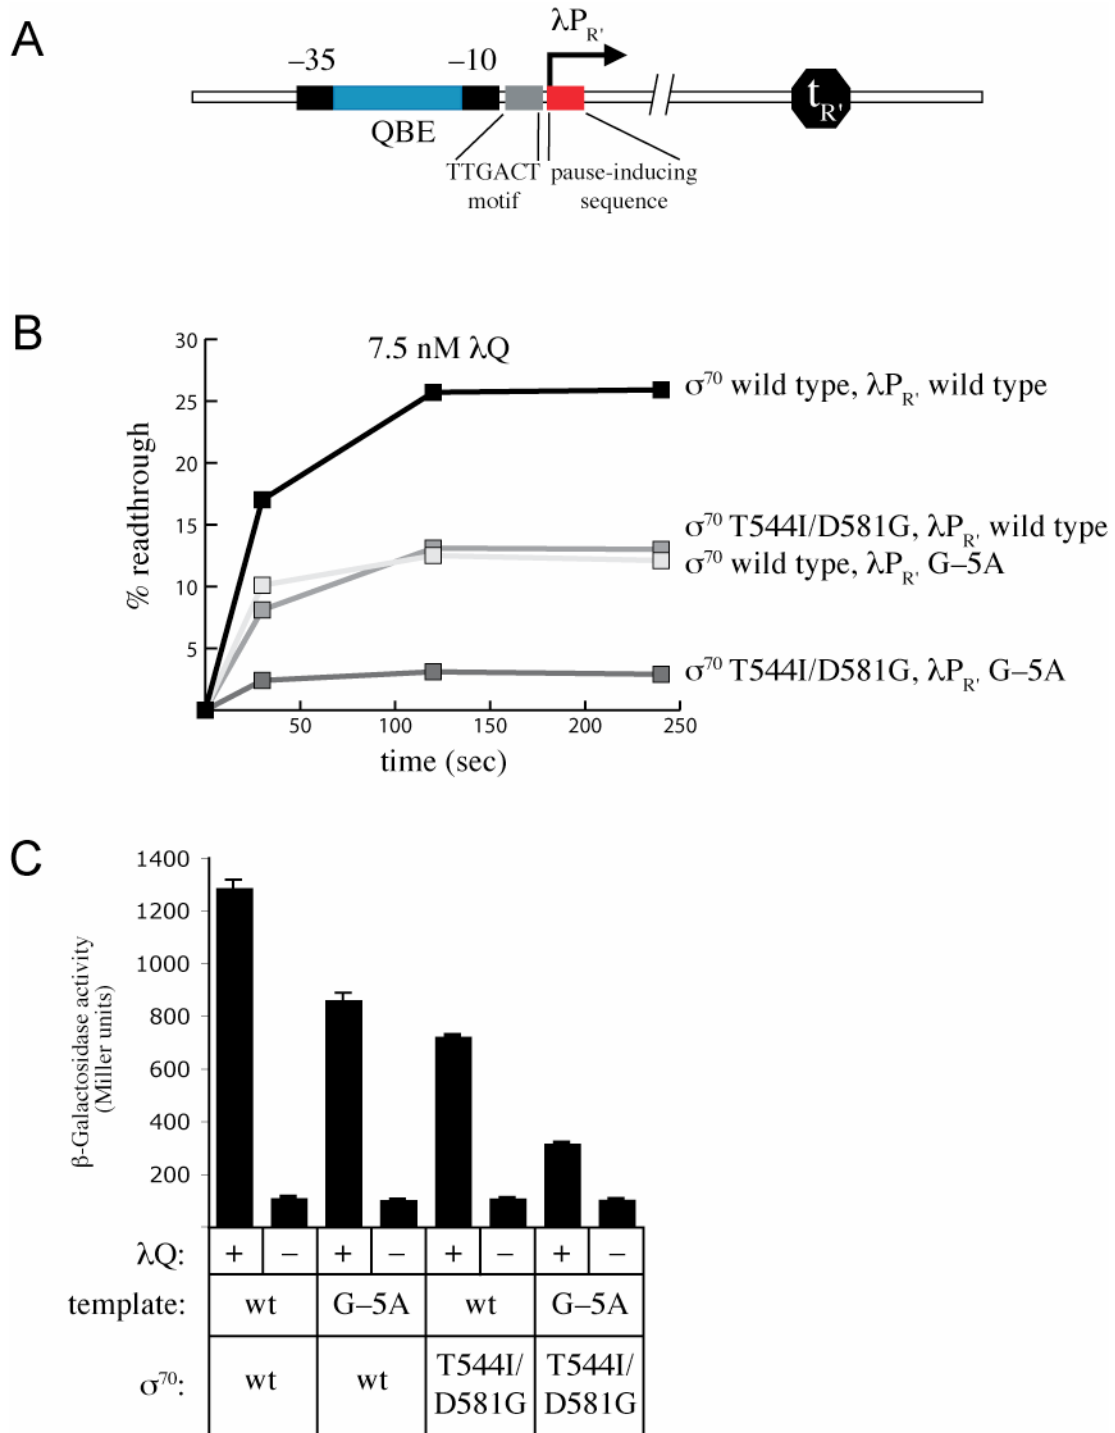 A
λPR'
–35
–10
tR'
QBE
TTGACT
motif
pause-inducing
sequence
B
30
25
20
15
10
5
50
100
150
200
250
% readthrough
time (sec)
7.5 nM λQ
σ70 wild type, λPR' wild type
σ70 T544I/D581G, λPR' wild type
σ70 wild type, λPR' G–5A
σ70 T544I/D581G, λPR' G–5A
C
β-Galactosidase activity
(Miller units)
1400
1200
1000
800
600
400
200
λQ: + – + – + – + –
template: wt G–5A wt G–5A
σ70: wt wt T544I/ T544I/
D581G D581G